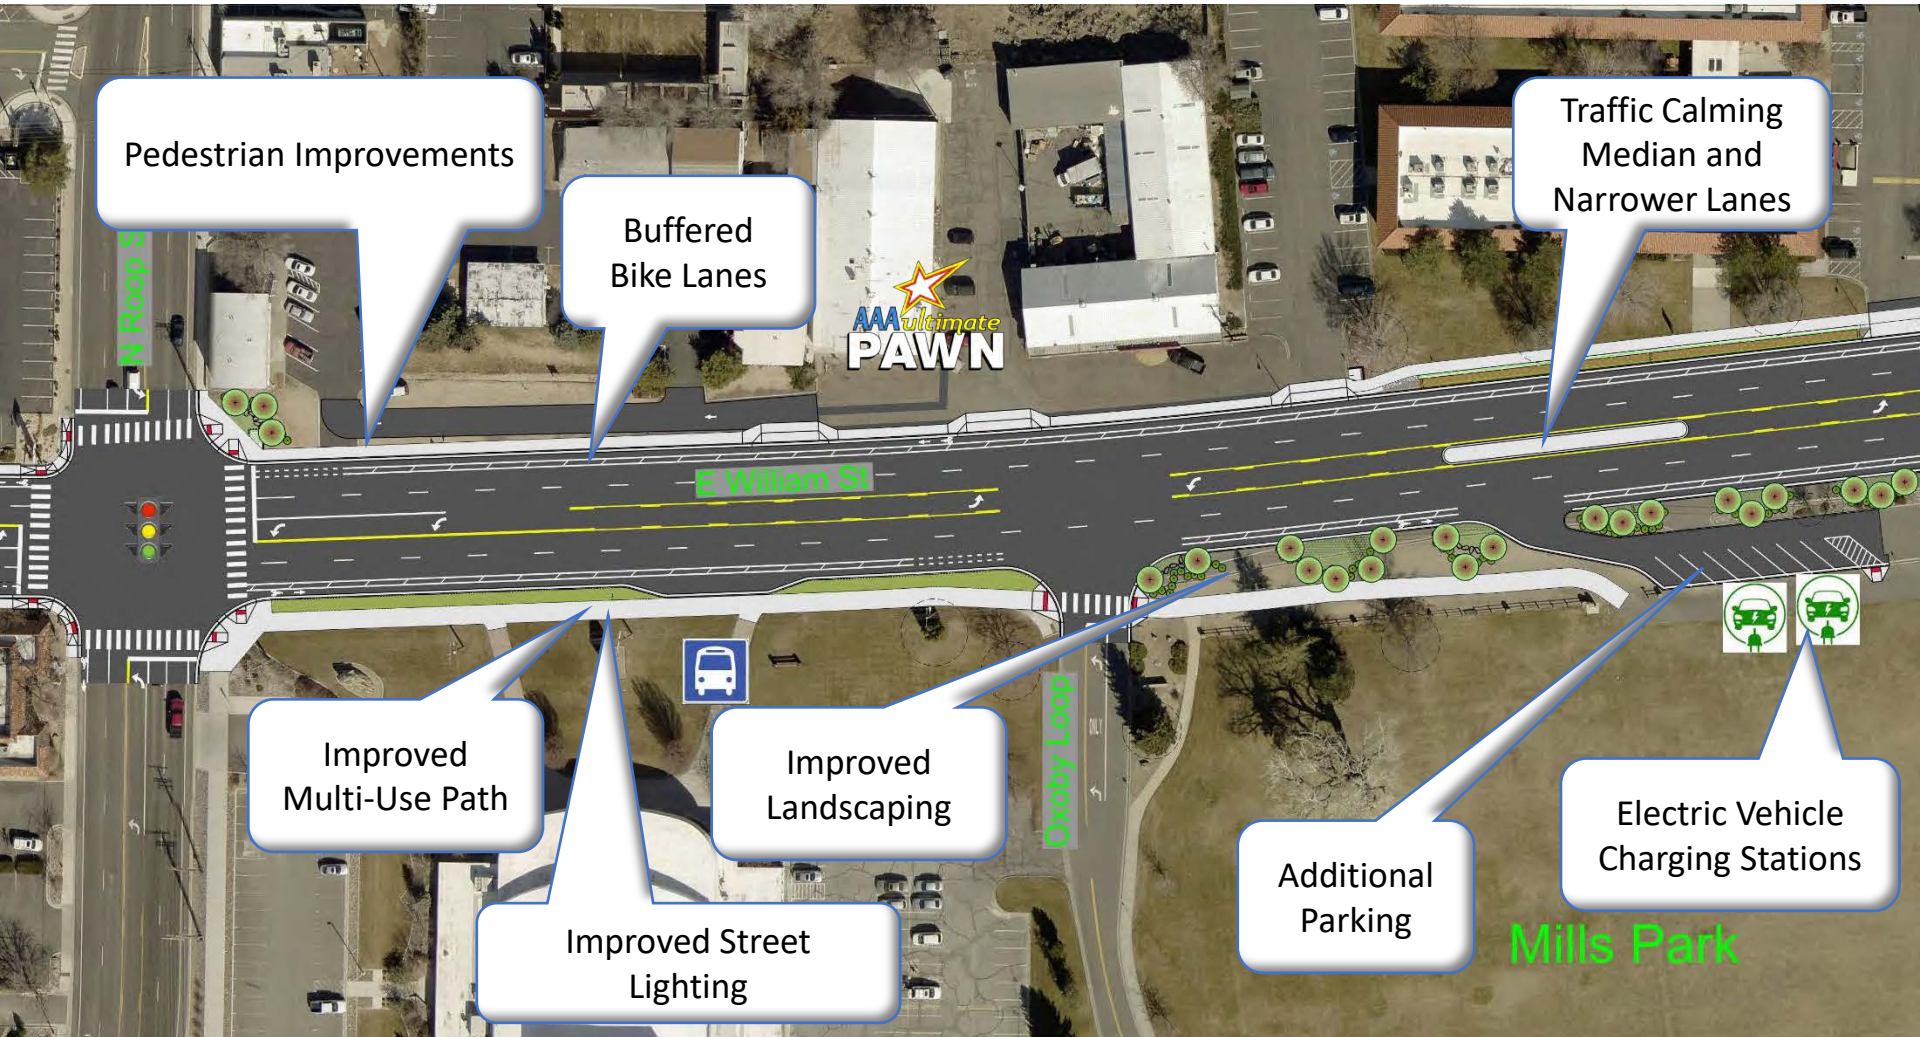 Pedestrian Improvements
Buffered
Bike Lanes
Traffic Calming
Median and
Narrower Lanes
N Roop S
AAA ultimate
PAWN
E William St
Improved
Multi-Use Path
Improved
Landscaping
Oxoby Loop
ONLY
Additional
Parking
Electric Vehicle
Charging Stations
Improved Street
Lighting
Mills Park